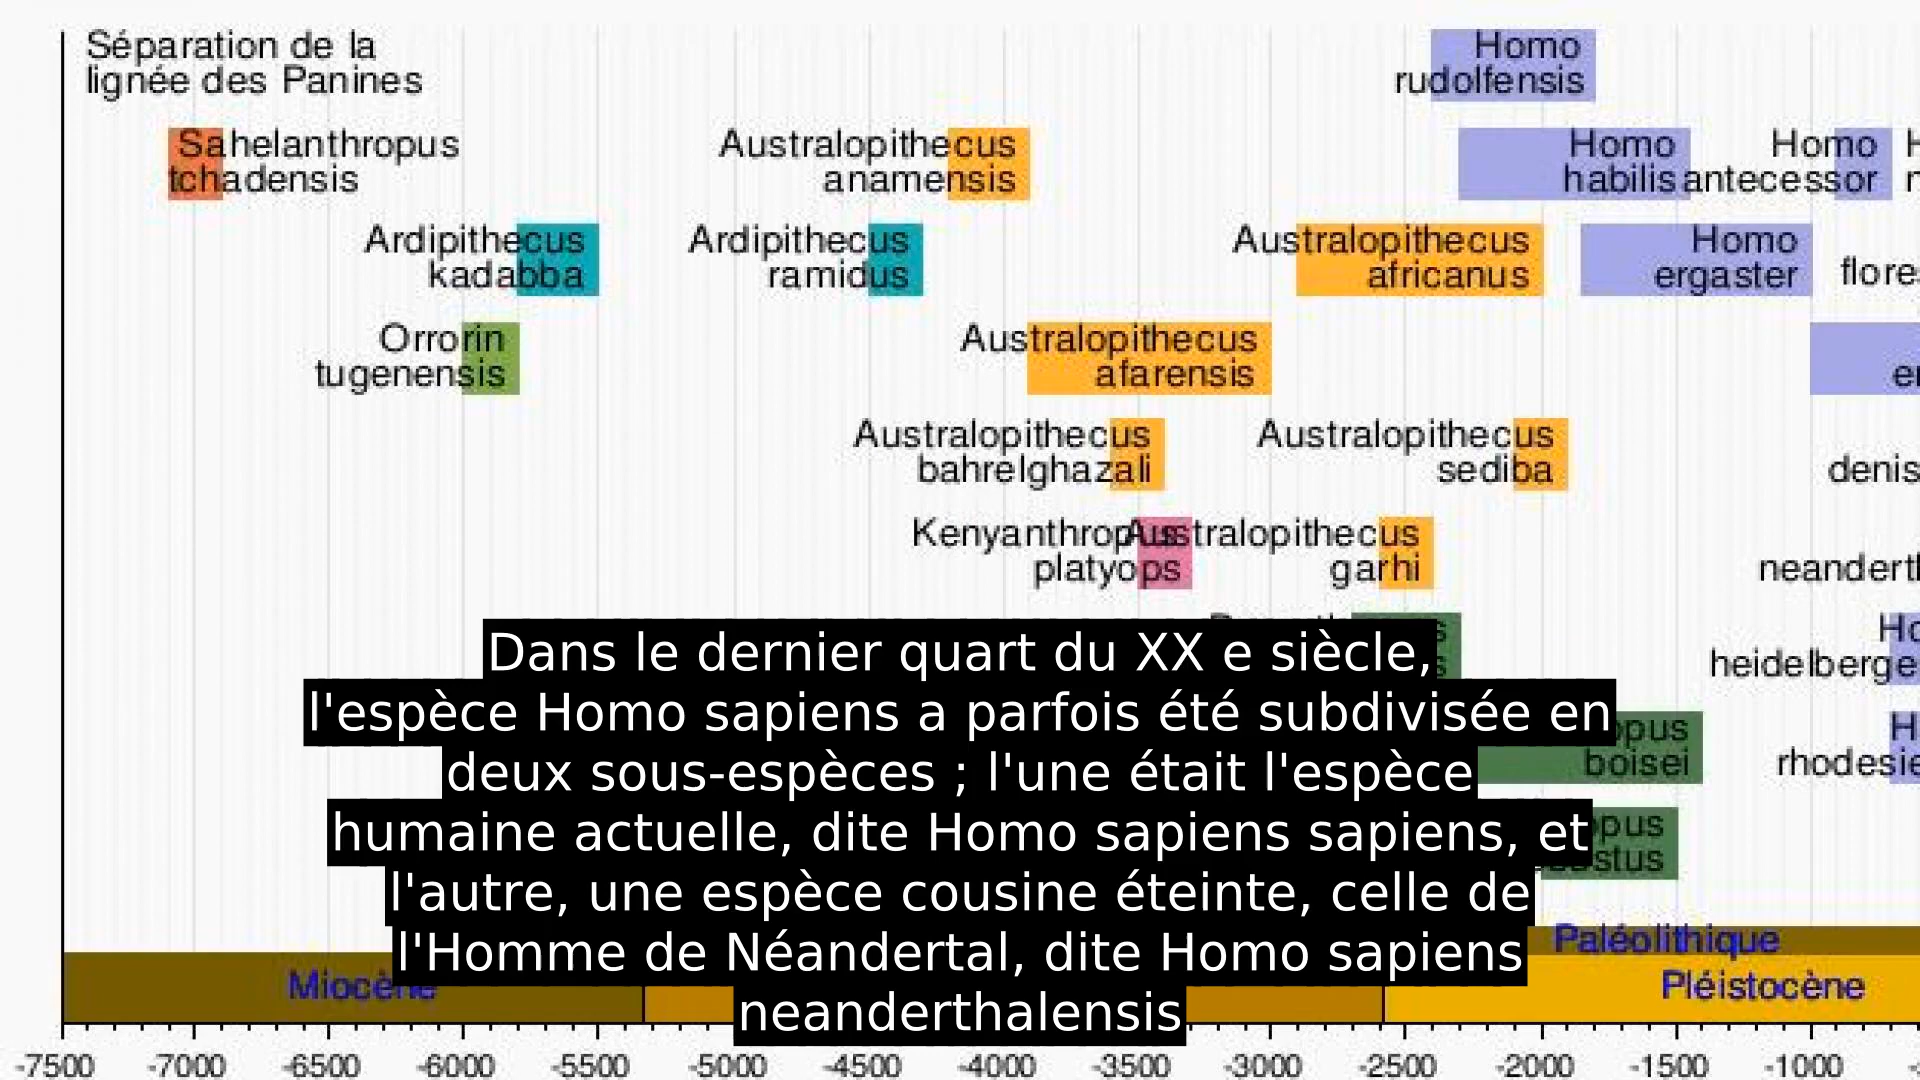 Séparation de la
lignée des Panines
Homo
rudolfensis
Sahelanthropus
tchadensis
Australopithecus
anamensis
Homo
habilis
Homo
antecessor
Ardipithecus
kadabba
Ardipithecus
ramidus
Australopithecus
africanus
Homo
ergaster
Orrorin
tugenensis
Australopithecus
afarensis
Australopithecus
bahrelghazali
Australopithecus
sediba
Kenyanthropus
platyops
Australopithecus
garhi
boisei
Dans le dernier quart du XX e siècle,
l'espèce Homo sapiens a parfois été subdivisée en
deux sous-espèces ; l'une était l'espèce
humaine actuelle, dite Homo sapiens sapiens, et
l'autre, une espèce cousine éteinte, celle de
l'Homme de Néandertal, dite Homo sapiens
neanderthalensis
Paléolithique
Miocène
Pléistocène
-7500 -7000 -6500 -6000 -5500 -5000 -4500 -4000 -3500 -3000 -2500 -2000 -1500 -1000